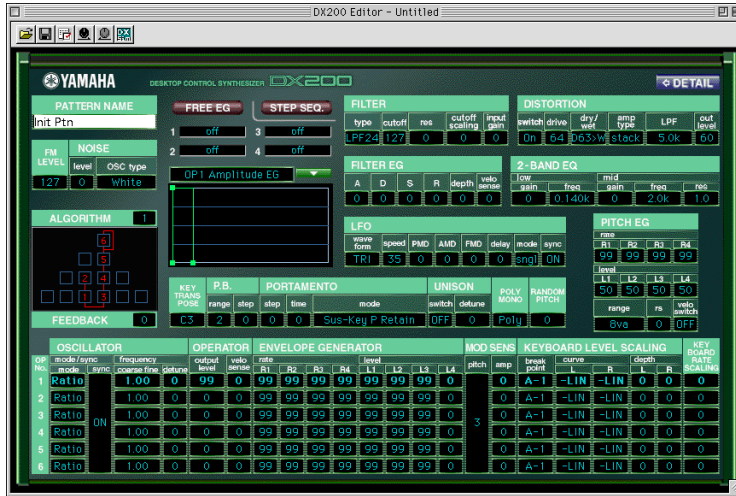 DX200 Editor - Untitled
YAMAHA DESKTOP CONTROL SYNTHESIZER DX200 DETAIL
PATTERN NAME
Init Ptn
FM LEVEL
127
NOISE
level OSC type
0 White
ALGORITHM 1
6
5
2 4
1 3
FEEDBACK 0
FREE EG STEP SEQ.
1 off 3 off
2 off 4 off
OP1 Amplitude EG
FILTER
type cutoff res cutoff scaling input gain
LPF24 127 0 0 0
DISTORTION
switch drive dry/wet amp type LPF out level
On 64 D63>W stack 5.0k 60
FILTER EG
A D S R depth velo sense
0 0 0 0 0 0
2-BAND EQ
low mid
gain freq gain freq res
0 0.140k 0 2.0k 1.0
LFO
wave form speed PMD AMD FMD delay mode sync
TRI 35 0 0 0 0 sngl ON
PITCH EG
rate
R1 R2 R3 R4
99 99 99 99
level
L1 L2 L3 L4
50 50 50 50
range rs velo switch
8va 0 OFF
KEY TRANS POSE
C3
P.B.
range step
2 0
PORTAMENTO
step time mode
0 0 Sus-Key P Retain
UNISON
switch detune
OFF 0
POLY MONO
Poly
RANDOM PITCH
0
OSCILLATOR OPERATOR ENVELOPE GENERATOR MOD SENS KEYBOARD LEVEL SCALING KEY BOARD RATE SCALING
OP No. mode/sync frequency output level velo sense rate level pitch amp break point curve depth
mode sync coarse fine detune R1 R2 R3 R4 L1 L2 L3 L4 L R L R
1 Ratio ON 1.00 0 99 0 99 99 99 99 99 99 99 0 3 0 A-1 -LIN -LIN 0 0 0
2 Ratio 1.00 0 0 0 99 99 99 99 99 99 99 0 0 A-1 -LIN -LIN 0 0 0
3 Ratio 1.00 0 0 0 99 99 99 99 99 99 99 0 0 A-1 -LIN -LIN 0 0 0
4 Ratio 1.00 0 0 0 99 99 99 99 99 99 99 0 0 A-1 -LIN -LIN 0 0 0
5 Ratio 1.00 0 0 0 99 99 99 99 99 99 99 0 0 A-1 -LIN -LIN 0 0 0
6 Ratio 1.00 0 0 0 99 99 99 99 99 99 99 0 0 A-1 -LIN -LIN 0 0 0